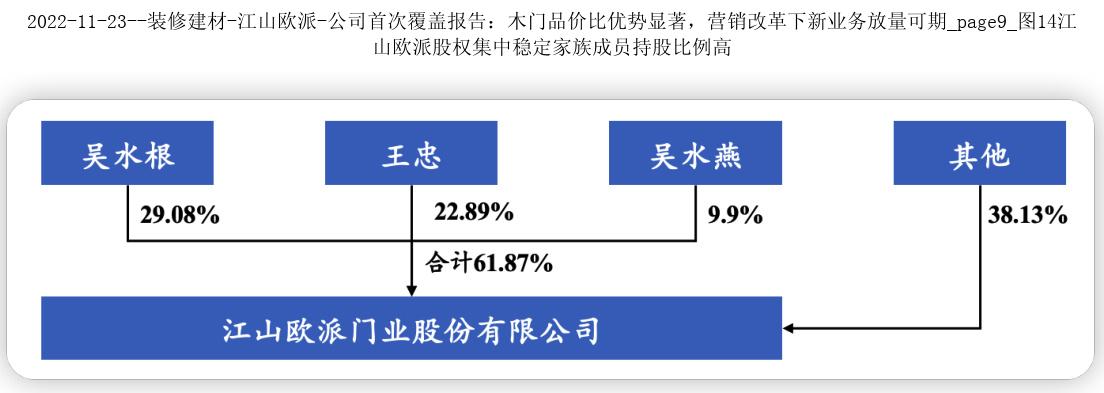 2022-11-23--装修建材-江山欧派-公司首次覆盖报告：木门品价比优势显著，营销改革下新业务放量可期_page9_图14江
山欧派股权集中稳定家族成员持股比例高
吴水根
王忠
吴水燕
其他
29.08%
22.89%
9.9%
38.13%
合计61.87%
江山欧派门业股份有限公司